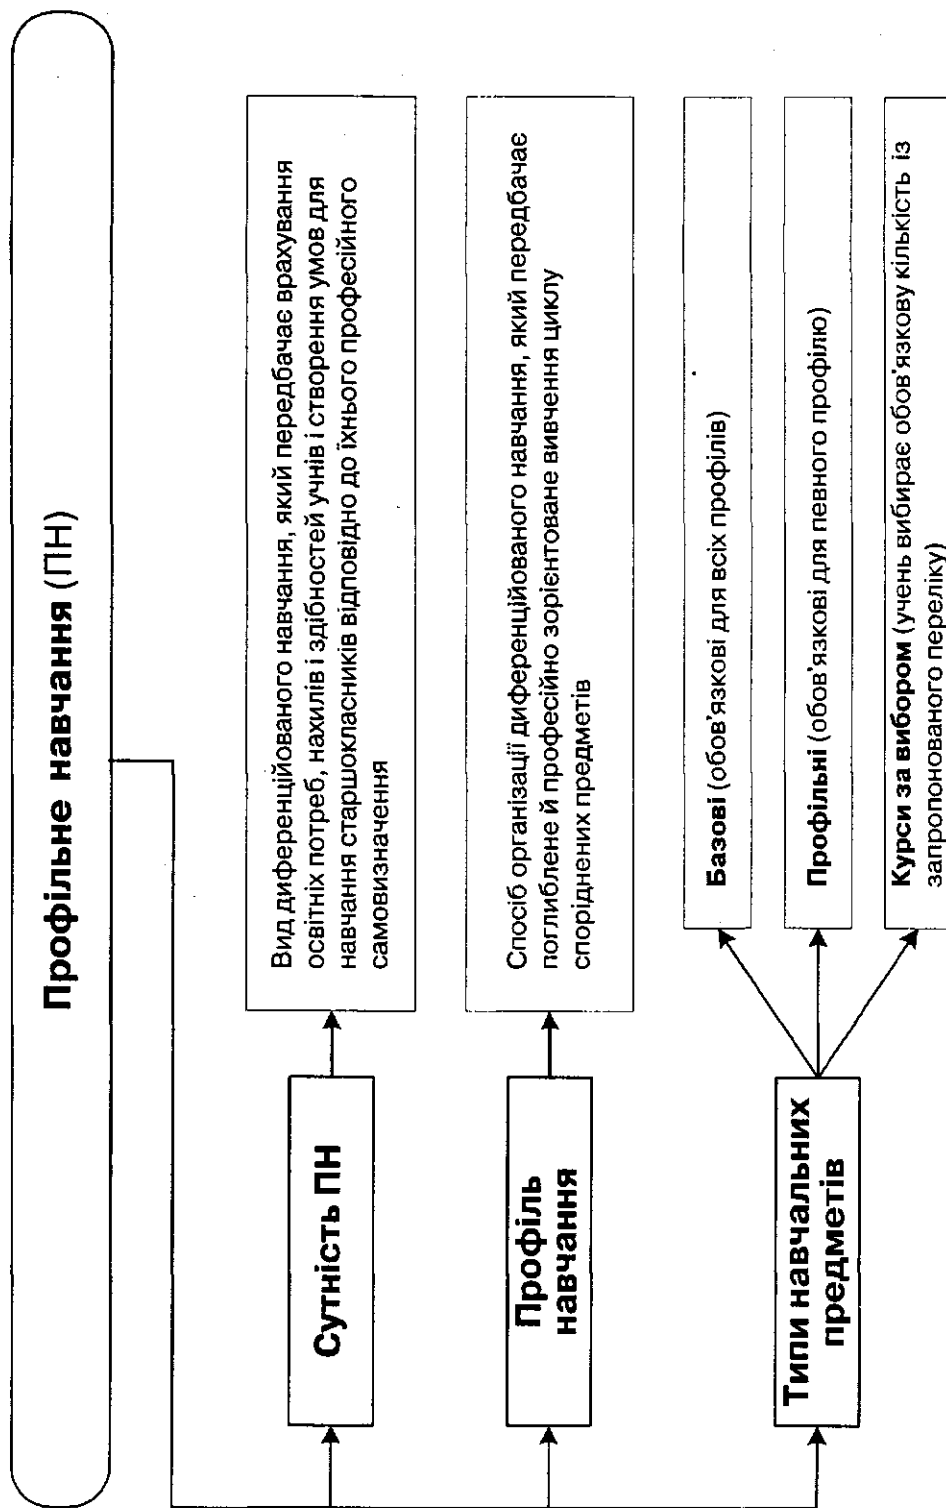 Профільне навчання (ПН)
Сутність ПН
Вид диференційованого навчання, який передбачає врахування
освітніх потреб, нахилів і здібностей учнів і створення умов для
навчання старшокласників відповідно до їхнього професійного
самовизначення
Профіль
навчання
Спосіб організації диференційованого навчання, який передбачає
поглиблене й професійно зорієнтоване вивчення циклу
споріднених предметів
Типи навчальних
предметів
Базові (обов'язкові для всіх профілів)
Профільні (обов'язкові для певного профілю)
Курси за вибором (учень вибирає обов'язкову кількість із
запропонованого переліку)